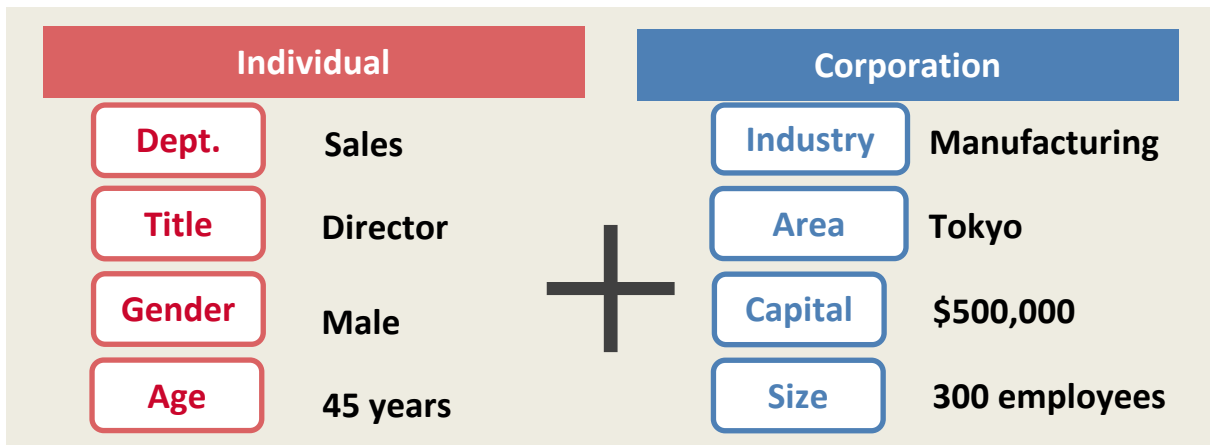 Individual
Dept. Sales
Title Director
Gender Male
Age 45 years
Corporation
Industry Manufacturing
Area Tokyo
Capital $500,000
Size 300 employees